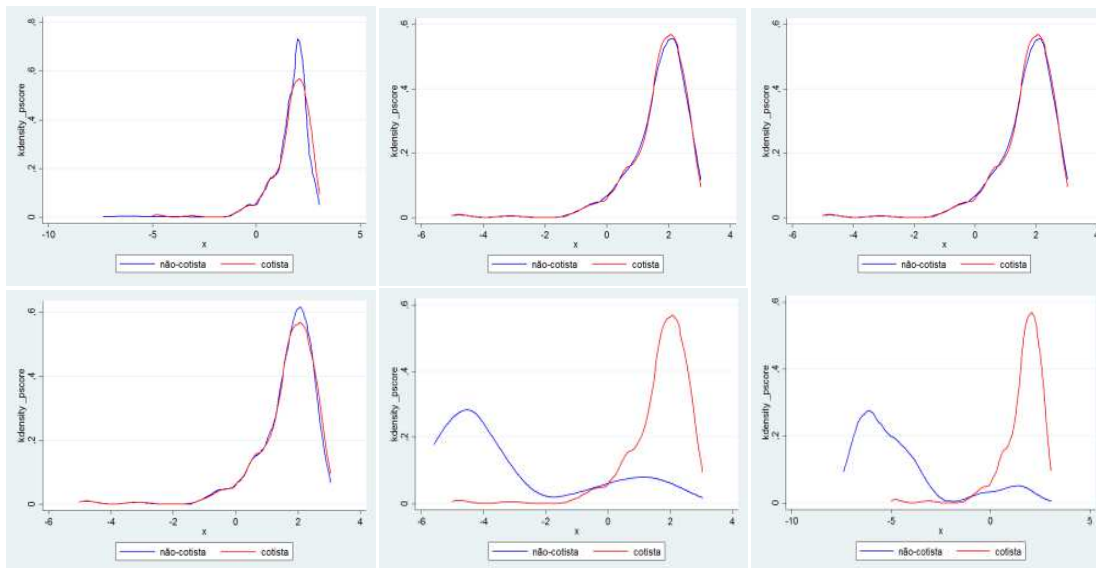 kdensity _pscore
0 ,2 ,4 ,6 ,8
-10 -5 0 5
x
não-cotista cotista
kdensity _pscore
0 ,2 ,4 ,6
-6 -4 -2 0 2 4
x
não-cotista cotista
kdensity _pscore
0 ,2 ,4 ,6
-6 -4 -2 0 2 4
x
não-cotista cotista
kdensity _pscore
0 ,2 ,4 ,6
-6 -4 -2 0 2 4
x
não-cotista cotista
kdensity _pscore
0 ,2 ,4 ,6
-6 -4 -2 0 2 4
x
não-cotista cotista
kdensity _pscore
0 ,2 ,4 ,6
-10 -5 0 5
x
não-cotista cotista